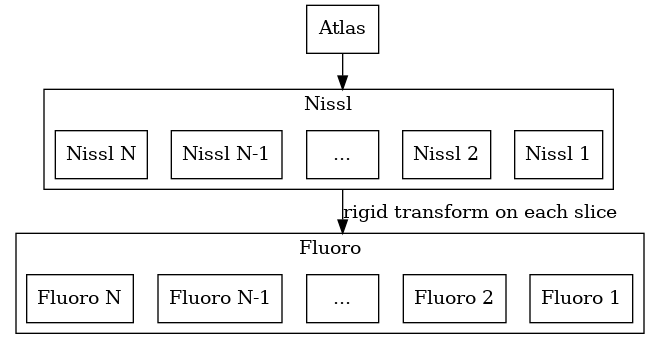 Atlas
Nissl
Nissl N
Nissl N-1
...
Nissl 2
Nissl 1
rigid transform on each slice
Fluoro
Fluoro N
Fluoro N-1
...
Fluoro 2
Fluoro 1